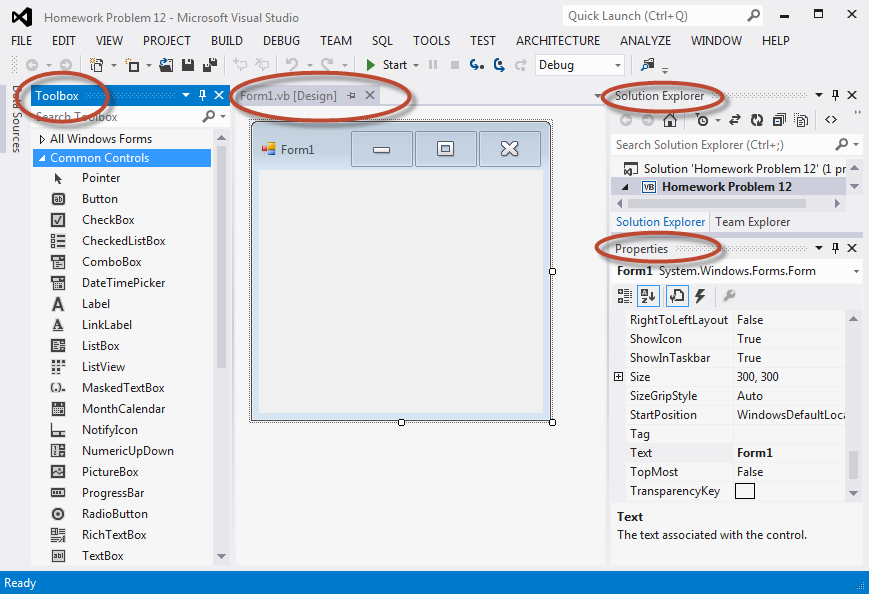 Homework Problem 12 - Microsoft Visual Studio
Quick Launch (Ctrl+Q)
FILE EDIT VIEW PROJECT BUILD DEBUG TEAM SQL TOOLS TEST ARCHITECTURE ANALYZE WINDOW HELP
Start
Debug
Data Sources
Toolbox
Search Toolbox
All Windows Forms
Common Controls
Pointer
Button
CheckBox
CheckedListBox
ComboBox
DateTimePicker
Label
LinkLabel
ListBox
ListView
MaskedTextBox
MonthCalendar
NotifyIcon
NumericUpDown
PictureBox
ProgressBar
RadioButton
RichTextBox
TextBox
Form1.vb [Design]
Form1
Solution Explorer
Search Solution Explorer (Ctrl+;)
Solution 'Homework Problem 12' (1 pr
VB Homework Problem 12
Solution Explorer Team Explorer
Properties
Form1 System.Windows.Forms.Form
RightToLeftLayout False
ShowIcon True
ShowInTaskbar True
Size 300, 300
SizeGripStyle Auto
StartPosition WindowsDefaultLoca
Tag
Text Form1
TopMost False
TransparencyKey
Text
The text associated with the control.
Ready